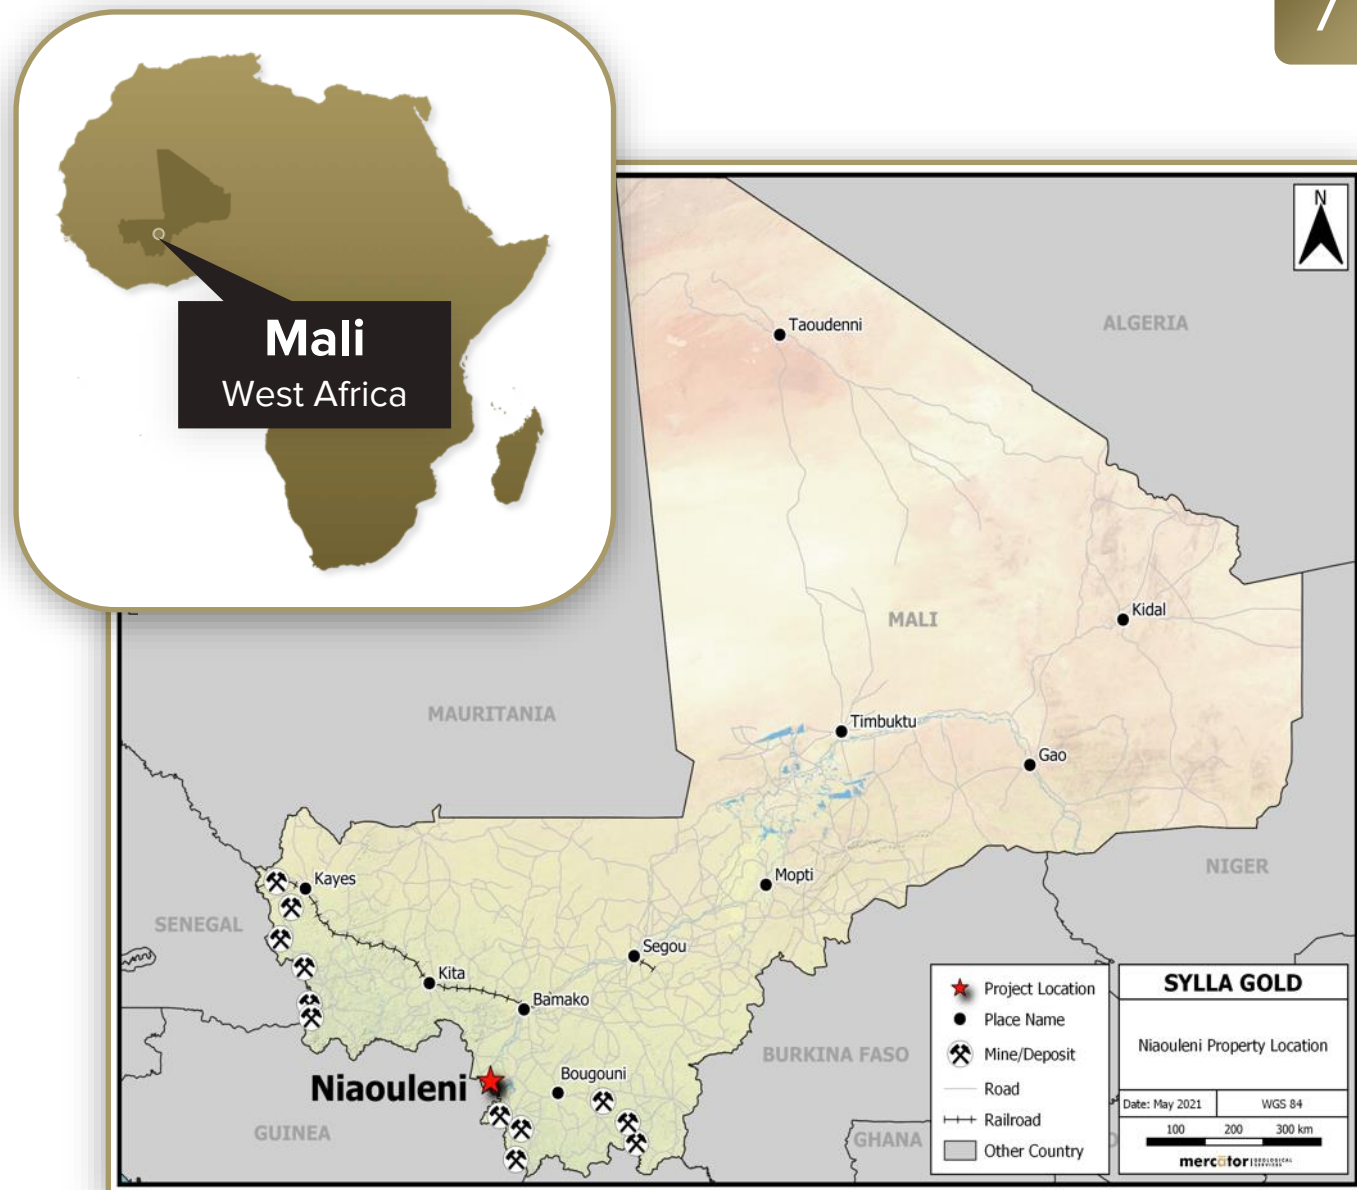 7
Mali
West Africa
N
ALGERIA
Taoudenni
Kidal
MALI
MAURITANIA
Timbuktu
Gao
NIGER
Mopti
Kayes
SENEGAL
Segou
Kita
Bamako
BURKINA FASO
Bougouni
Niaouleni
GUINEA
GHANA
Project Location
Place Name
Mine/Deposit
Road
Railroad
Other Country
SYLLA GOLD
Niaouleni Property Location
Date: May 2021
WGS 84
100 200 300 km
mercator GEOLOGICAL SERVICES